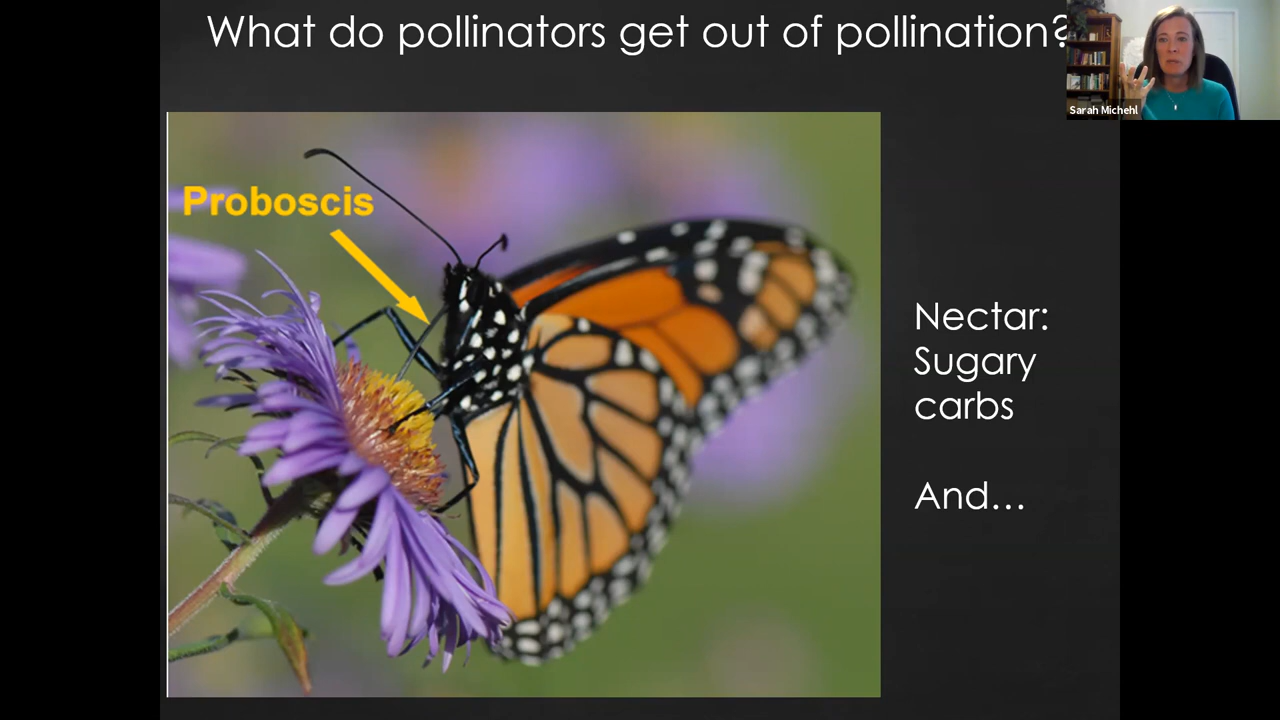 What do pollinators get out of pollination?
Sarah Michehl
Proboscis
Nectar:
Sugary
carbs
And...